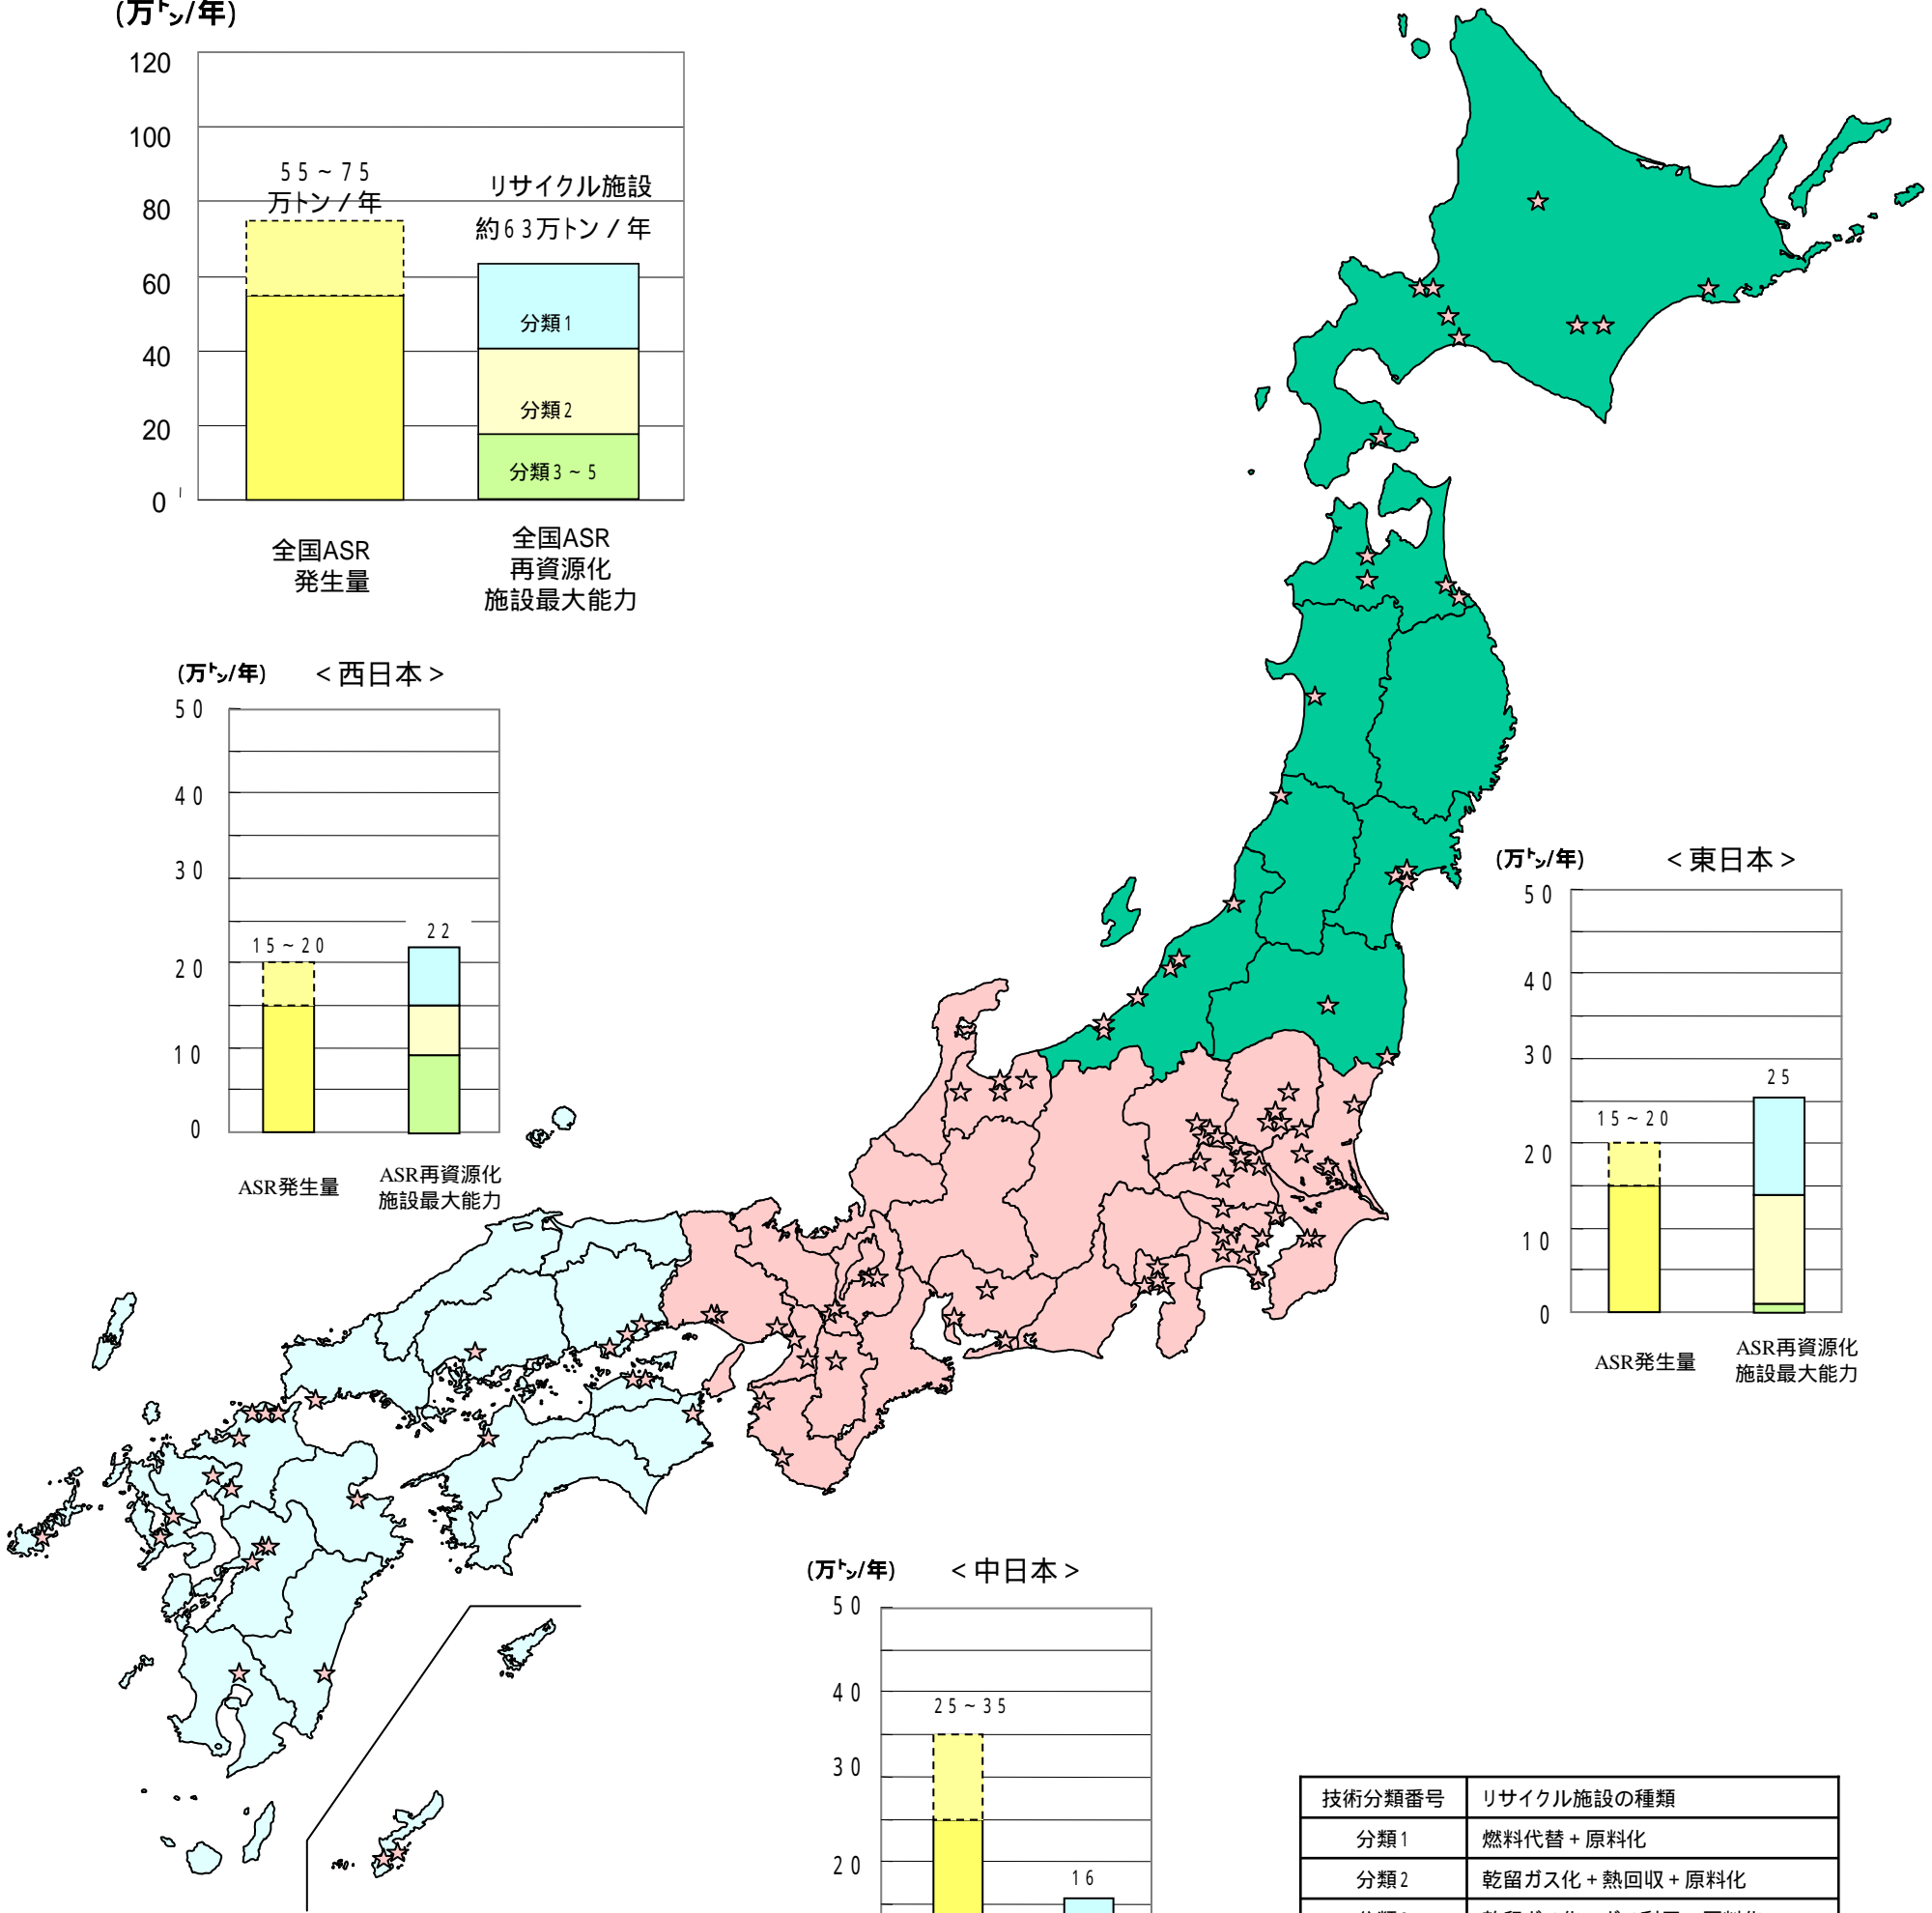 (万㌧/年)
120
100
80
60
40
20
0
55～75
万トン/年
リサイクル施設
約63万トン/年
分類1
分類2
分類3～5
全国ASR
発生量
全国ASR
再資源化
施設最大能力
(万㌧/年)
<西日本>
50
40
30
20
10
0
15～20
22
ASR発生量
ASR再資源化
施設最大能力
(万㌧/年)
<東日本>
50
40
30
20
10
0
15～20
25
ASR発生量
ASR再資源化
施設最大能力
(万㌧/年)
<中日本>
50
40
30
20
25～35
16
技術分類番号 リサイクル施設の種類
分類1 燃料代替+原料化
分類2 乾留ガス化+熱回収+原料化